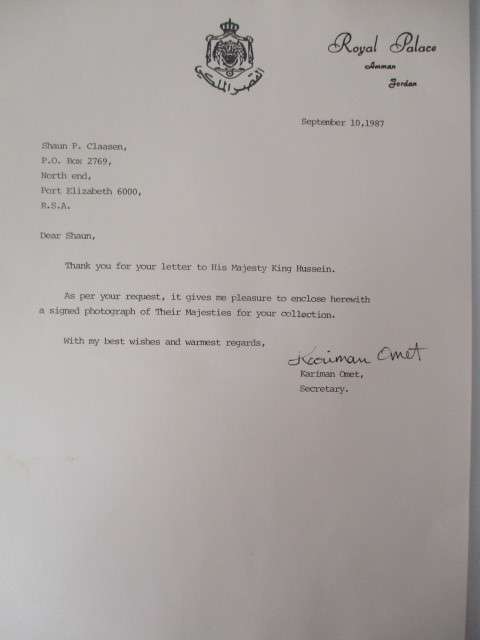 القصر الملكي
Royal Palace
Amman
Jordan
September 10,1987
Shaun P. Claasen,
P.O. Box 2769,
North end,
Port Elizabeth 6000,
R.S.A.
Dear Shaun,
Thank you for your letter to His Majesty King Hussein.
As per your request, it gives me pleasure to enclose herewith
a signed photograph of Their Majesties for your collection.
With my best wishes and warmest regards,
Kariman Omet
Kariman Omet,
Secretary.